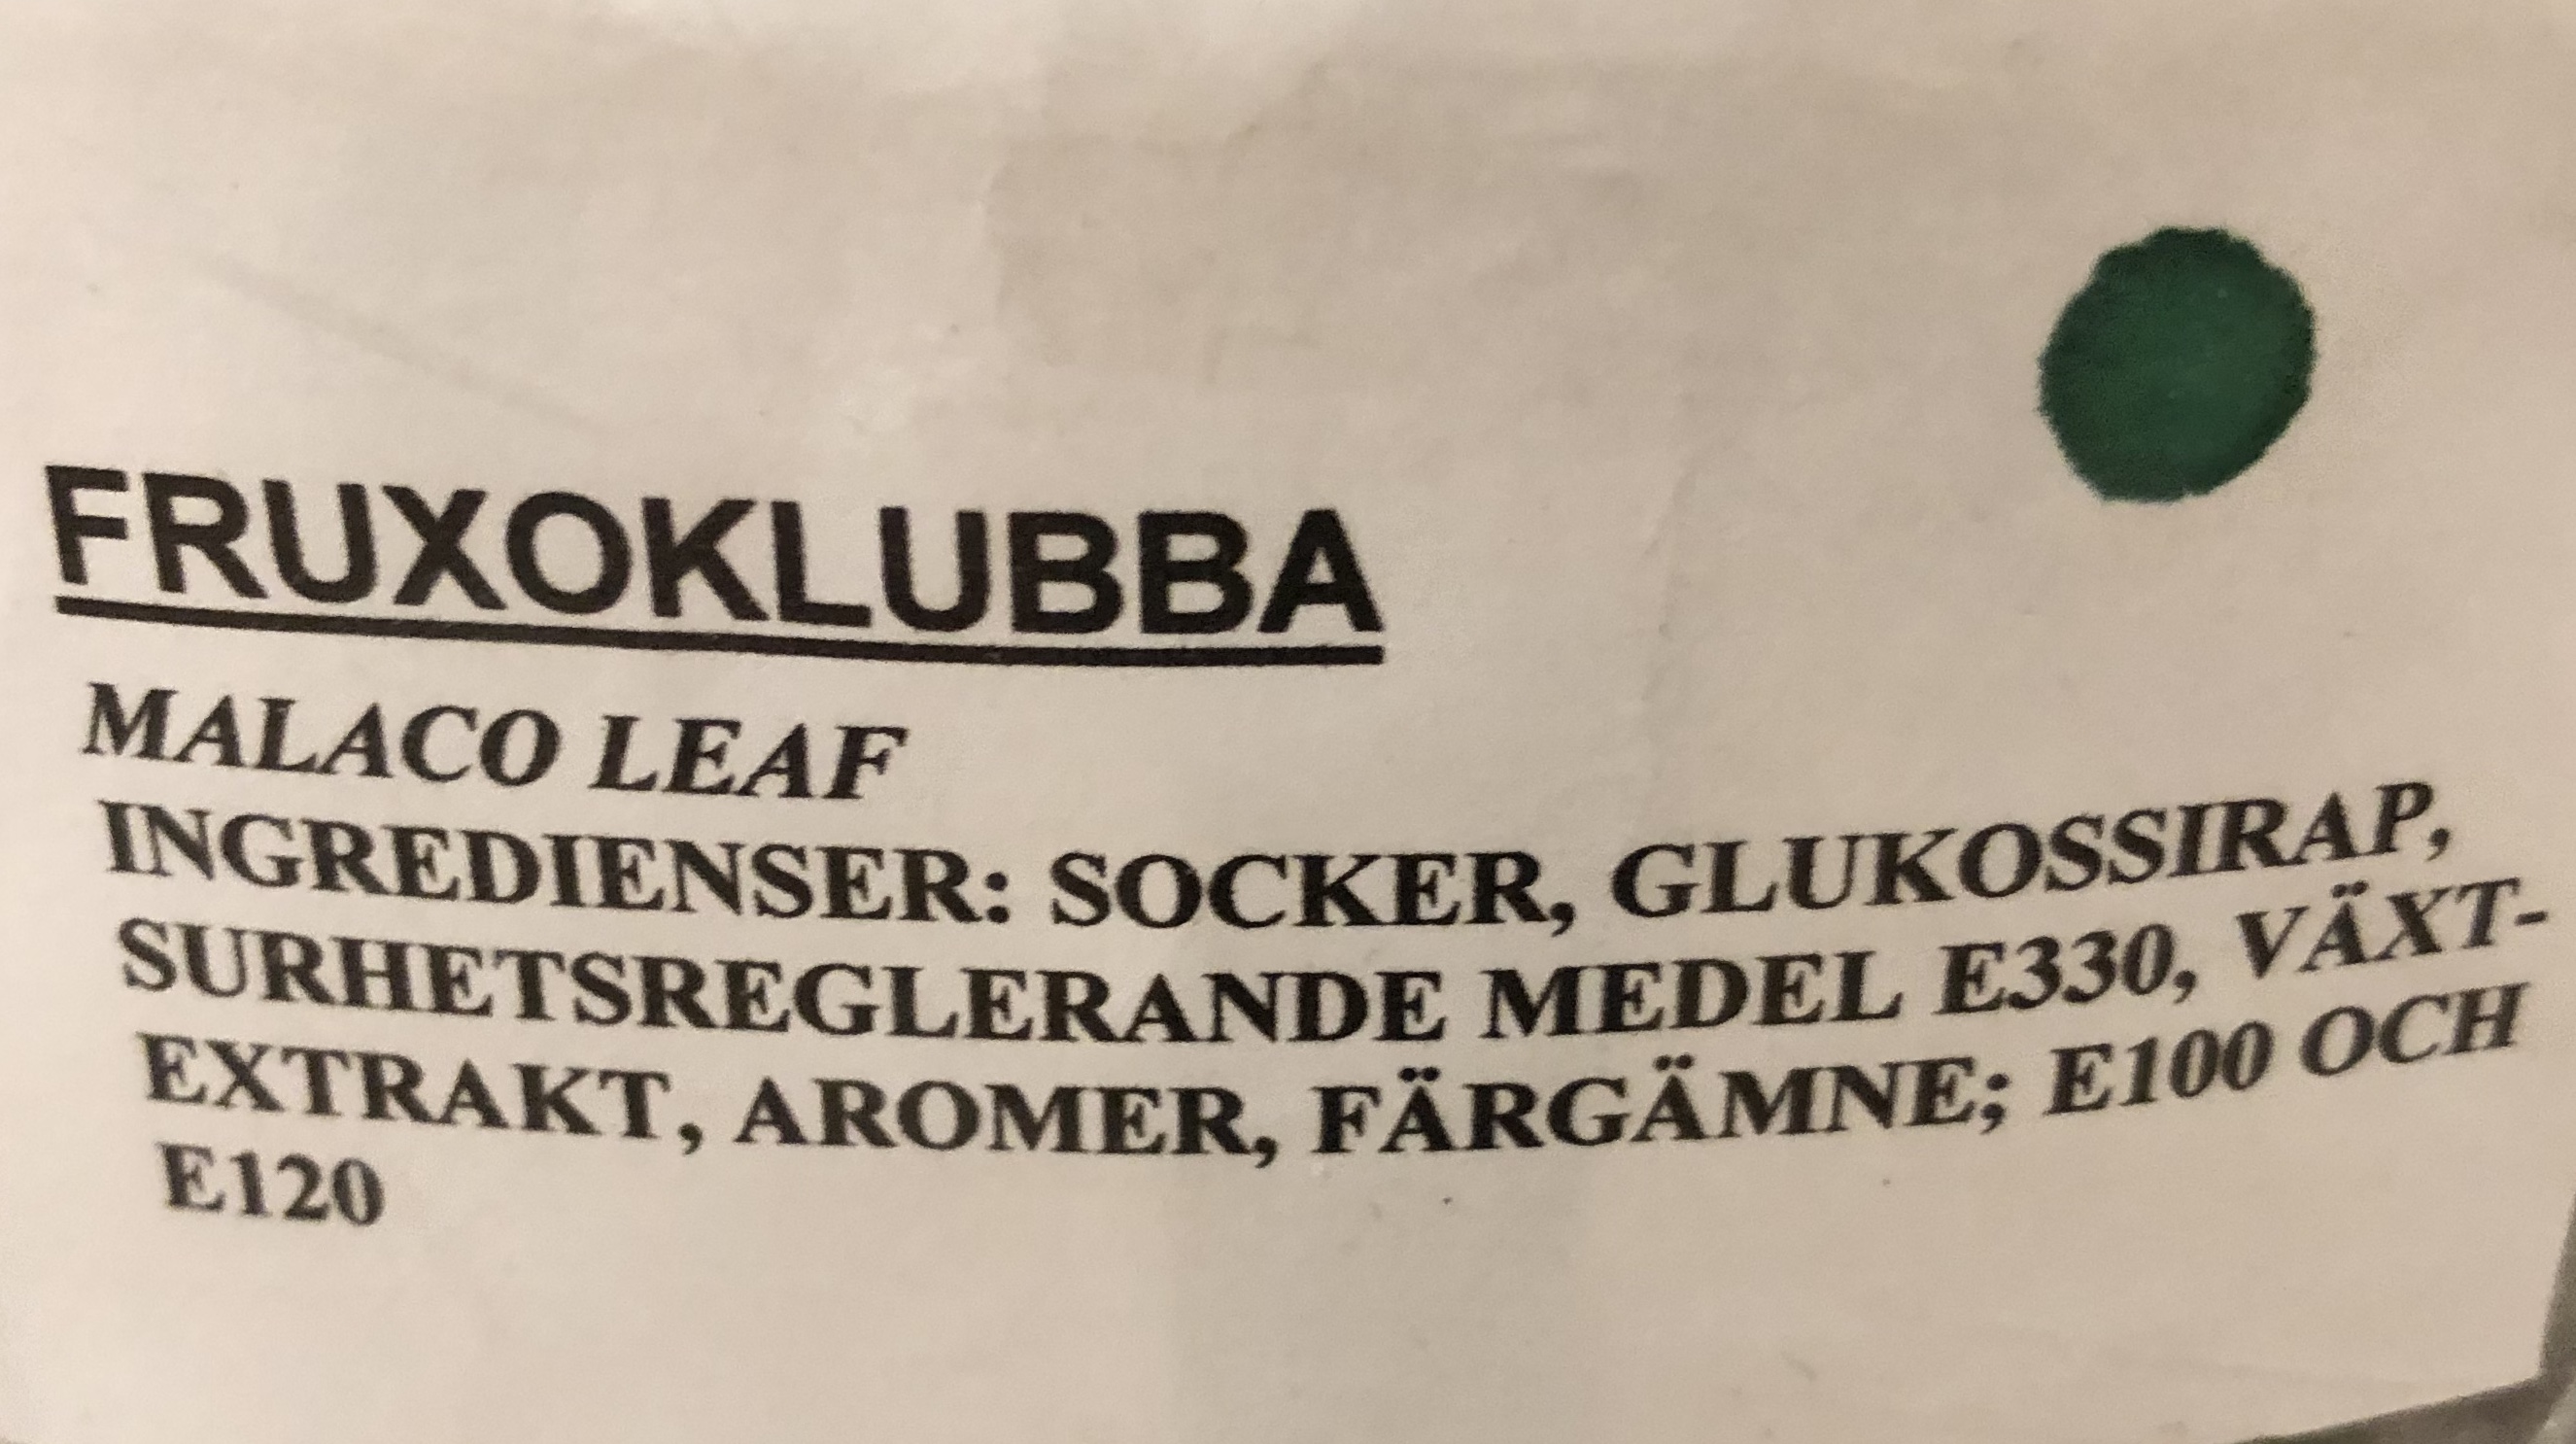 FRUXOKLUBBA
MALACO LEAF
INGREDIENSER: SOCKER, GLUKOSSIRAP,
SURHETSREGLERANDE MEDEL E330, VÄXT-
EXTRAKT, AROMER, FÄRGÄMNE; E100 OCH
E120